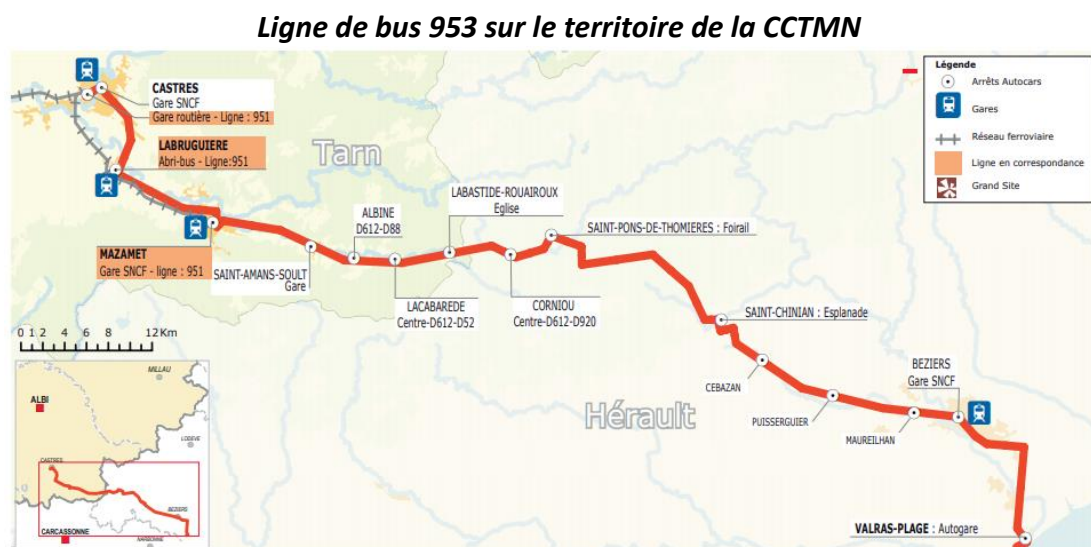 Ligne de bus 953 sur le territoire de la CCTMN
Légende
Arrêts Autocars
Gares
Réseau ferroviaire
Ligne en correspondance
Grand Site
CASTRES
Gare SNCF
Gare routière - Ligne : 951
LABRUGUIERE
Abri-bus - Ligne:951
Tarn
MAZAMET
Gare SNCF - ligne : 951
SAINT-AMANS-SOULT
Gare
ALBINE
D612-D88
LACABAREDE
Centre-D612-D52
LABASTIDE-ROUAIROUX
Eglise
CORNIOU
Centre-D612-D920
SAINT-PONS-DE-THOMIERES : Foirail
SAINT-CHINIAN : Esplanade
CEBAZAN
PUISSERGUIER
MAUREILHAN
BEZIERS
Gare SNCF
Hérault
VALRAS-PLAGE : Autogare
0 1 2 4 6 8 12 Km
MILLAU
ALBI
LODEVE
CASTRES
BEZIERS
CARCASSONNE
NARBONNE